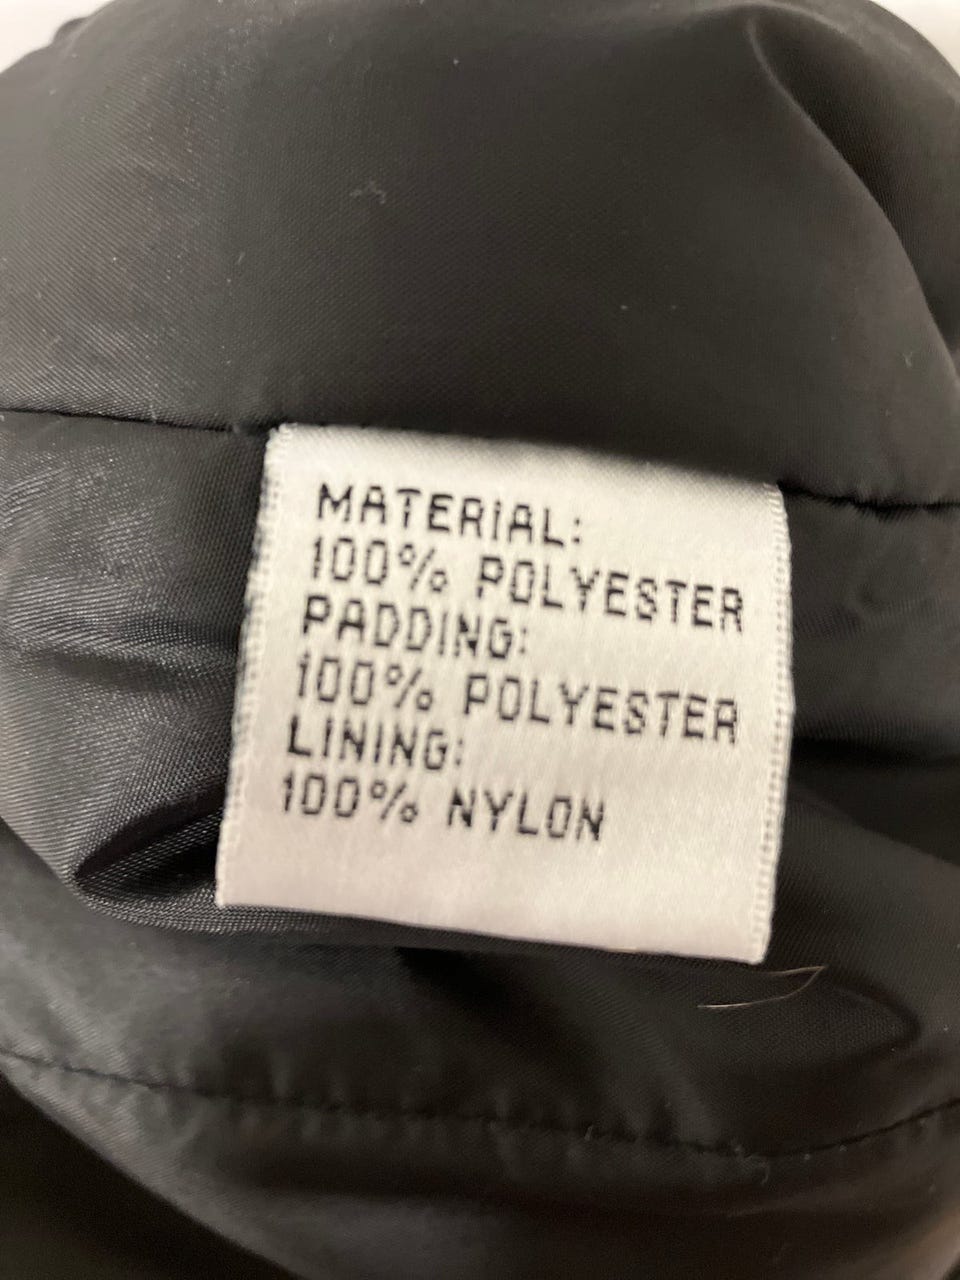 MATERIAL:
100% POLYESTER
PADDING:
100% POLYESTER
LINING:
100% NYLON